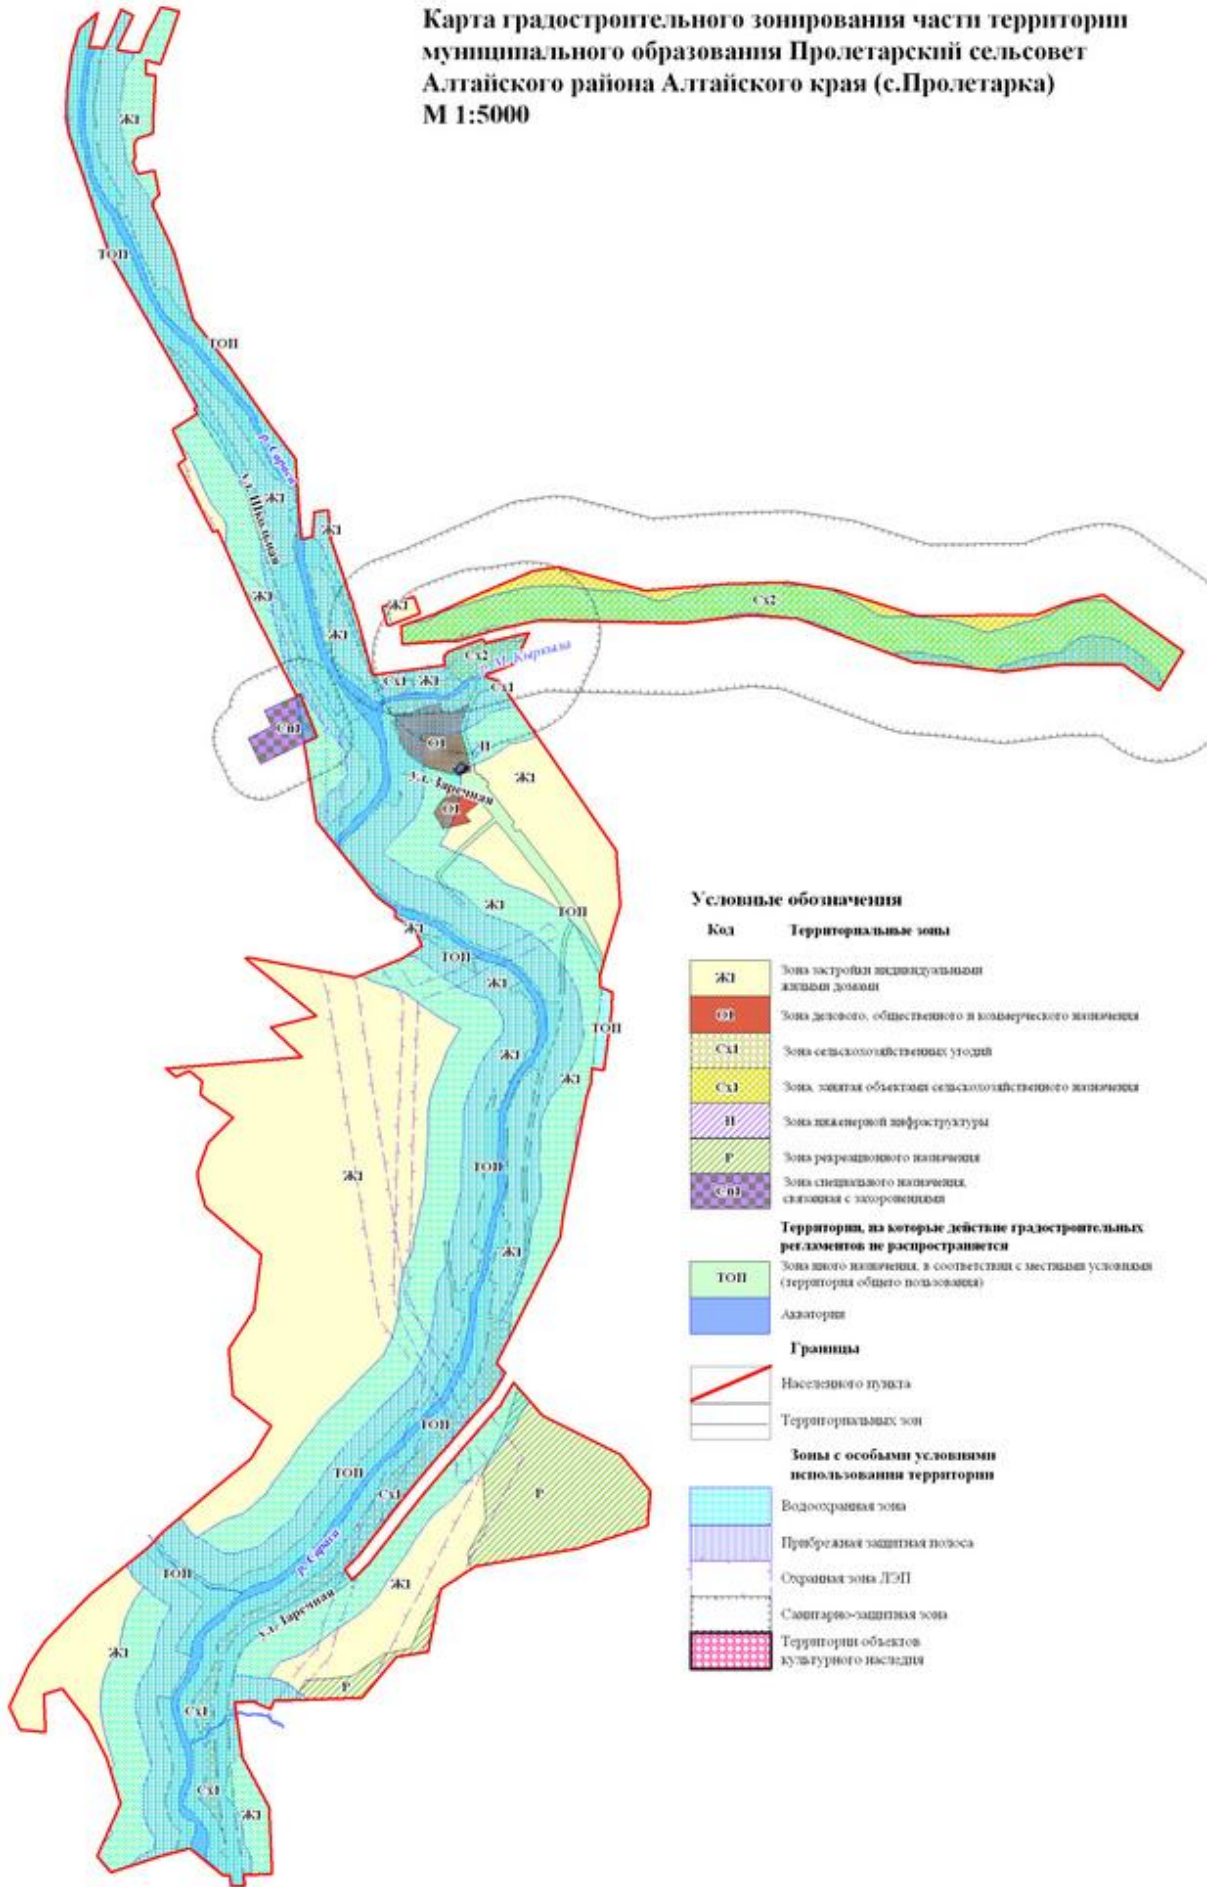 Карта градостроительного зонирования части территории
муниципального образования Пролетарский сельсовет
Алтайского района Алтайского края (с.Пролетарка)
М 1:5000
Ж1
ТОП
ТОП
р. Сараса
Ж1
Ул. Школьная
Ж1
Ж1
Ж1
Сх2
Ж1
Сх2
р. М. Кыркыла
Сх1
Ж1
Сх1
Сп1
О1
И
Ж1
Ул. Заречная
О1
Ж1
ТОП
Ж1
ТОП
Ж1
ТОП
Ж1
Ж1
ТОП
Ж1
Ж1
ТОП
ТОП
Сх1
Р
р. Сараса
ТОП
Ж1
Ул. Заречная
Ж1
Р
Сх1
Сх1
Ж1
Условные обозначения
Код Территориальные зоны
Ж1 Зона застройки индивидуальными
жилыми домами
О1 Зона делового, общественного и коммерческого назначения
Сх1 Зона сельскохозяйственных угодий
Сх1 Зона, занятая объектами сельскохозяйственного назначения
И Зона инженерной инфраструктуры
Р Зона рекреационного назначения
Сп1 Зона специального назначения,
связанная с захоронениями
Территории, на которые действие градостроительных
регламентов не распространяется
ТОП Зона иного назначения, в соответствии с местными условиями
(территория общего пользования)
Акватории
Границы
Населенного пункта
Территориальных зон
Зоны с особыми условиями
использования территории
Водоохранная зона
Прибрежная защитная полоса
Охранная зона ЛЭП
Санитарно-защитная зона
Территории объектов
культурного наследия